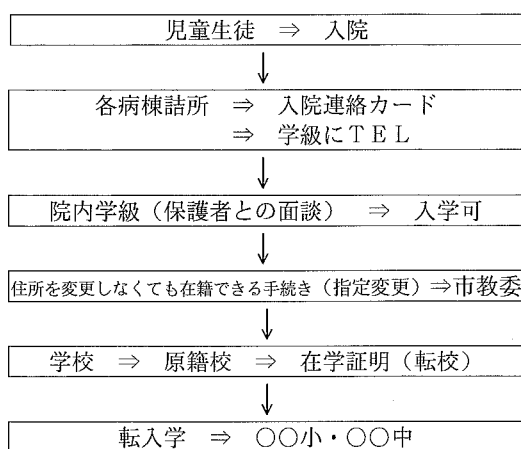 児童生徒 ⇒ 入院
各病棟詰所 ⇒ 入院連絡カード
⇒ 学級にTEL
院内学級(保護者との面談) ⇒ 入学可
住所を変更しなくても在籍できる手続き(指定変更)⇒市教委
学校 ⇒ 原籍校 ⇒ 在学証明(転校)
転入学 ⇒ ○○小・○○中